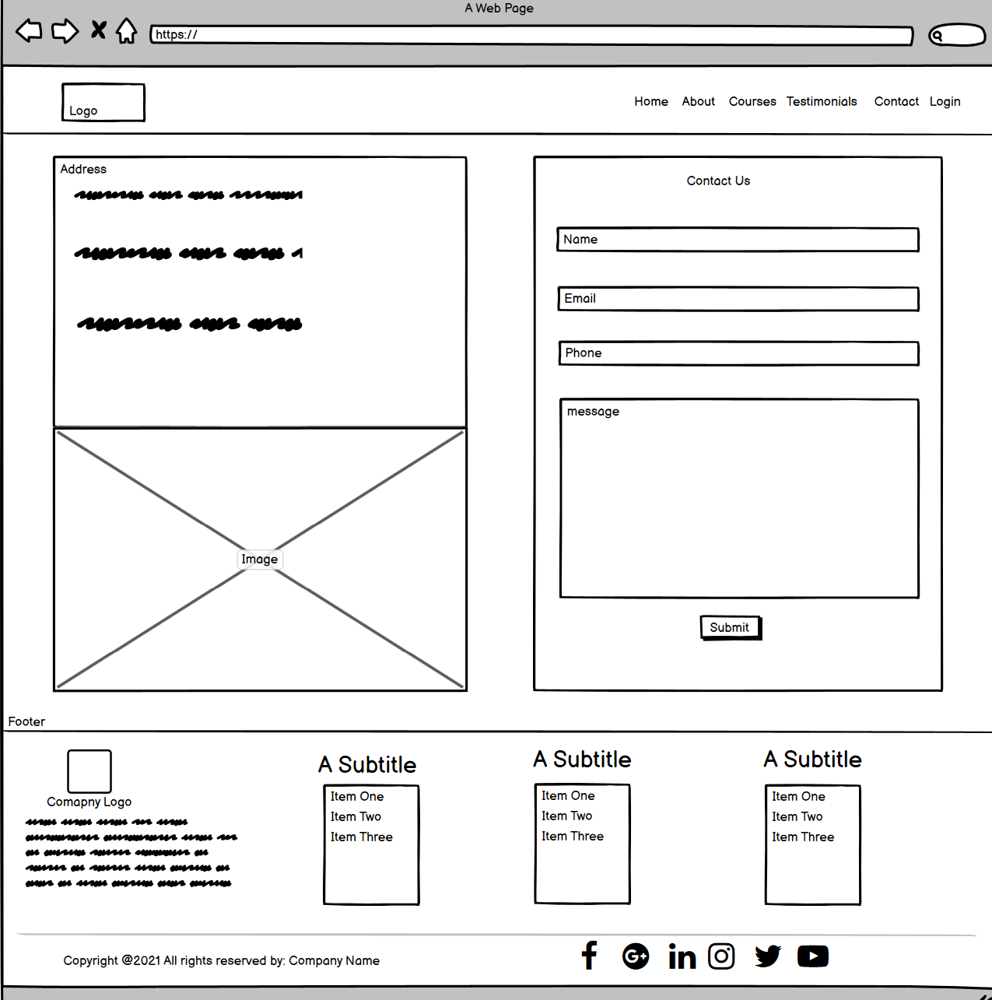 A Web Page
https://
Logo
Home About Courses Testimonials Contact Login
Address
Contact Us
Name
Email
Phone
message
Submit
Image
Footer
Comapny Logo
A Subtitle
Item One
Item Two
Item Three
A Subtitle
Item One
Item Two
Item Three
A Subtitle
Item One
Item Two
Item Three
Copyright @2021 All rights reserved by: Company Name